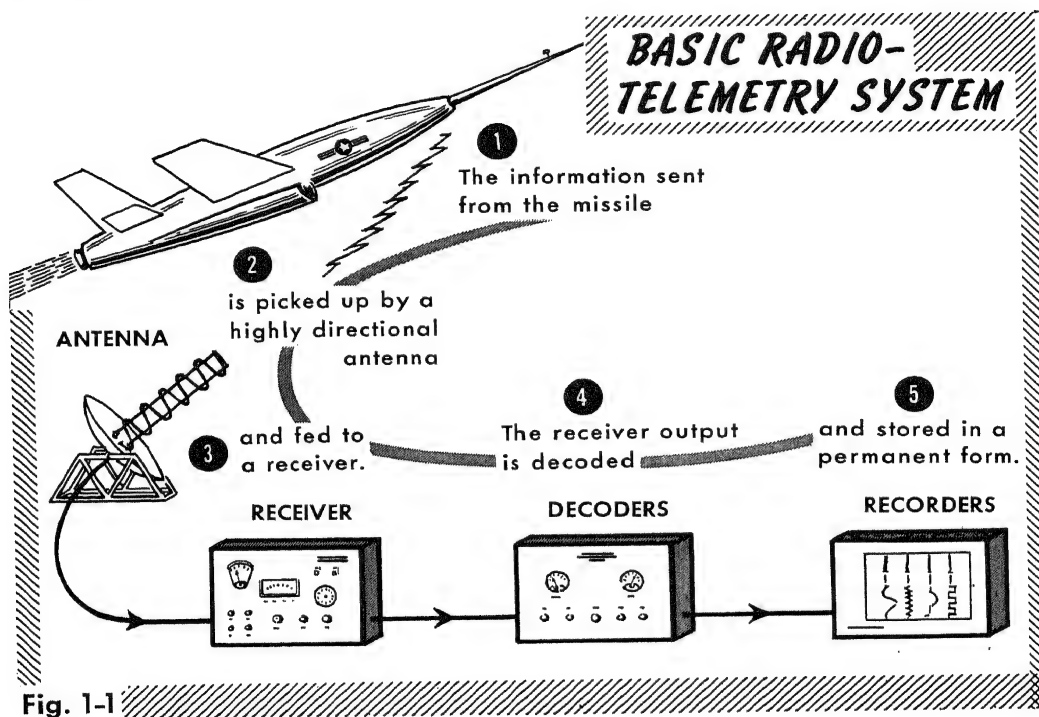 BASIC RADIO-
TELEMETRY SYSTEM
1
The information sent
from the missile
2
is picked up by a
highly directional
antenna
ANTENNA
3
and fed to
a receiver.
4
The receiver output
is decoded
5
and stored in a
permanent form.
RECEIVER
DECODERS
RECORDERS
Fig. 1-1